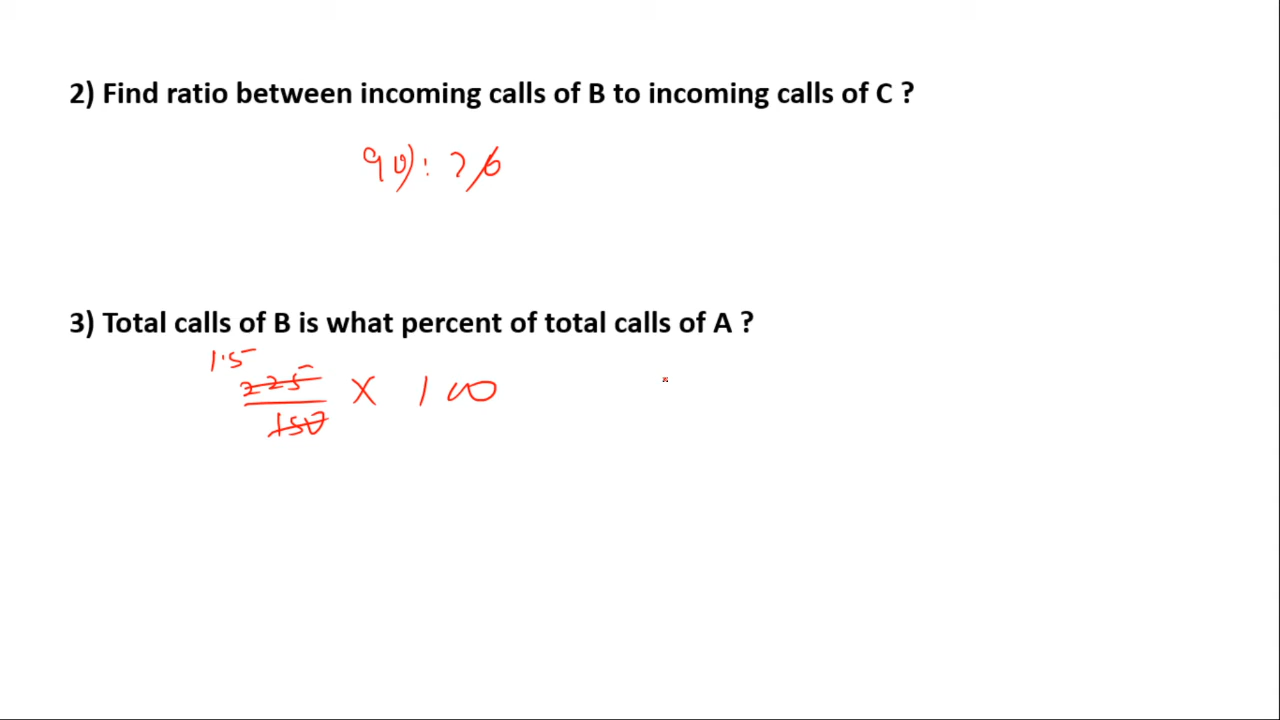 2) Find ratio between incoming calls of B to incoming calls of C ?
90 :
3) Total calls of B is what percent of total calls of A ?
1.5
225
150
X 100